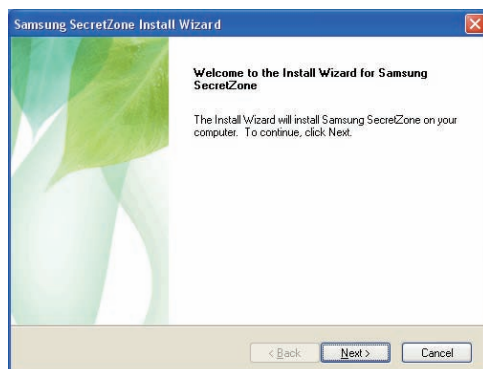 Samsung SecretZone Install Wizard
Welcome to the Install Wizard for Samsung
SecretZone
The Install Wizard will install Samsung SecretZone on your
computer. To continue, click Next.
< Back
Next >
Cancel